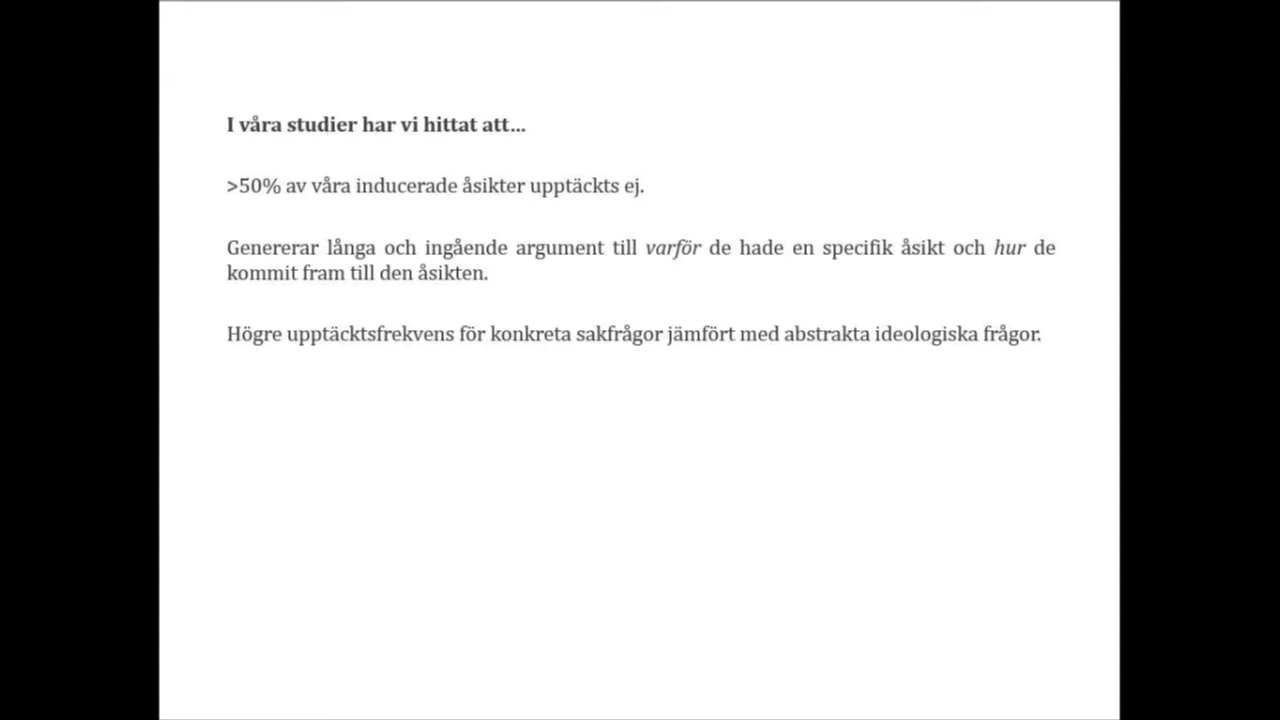 I våra studier har vi hittat att...
>50% av våra inducerade åsikter upptäckts ej.
Genererar långa och ingående argument till varför de hade en specifik åsikt och hur de
kommit fram till den åsikten.
Högre upptäcktsfrekvens för konkreta sakfrågor jämfört med abstrakta ideologiska frågor.